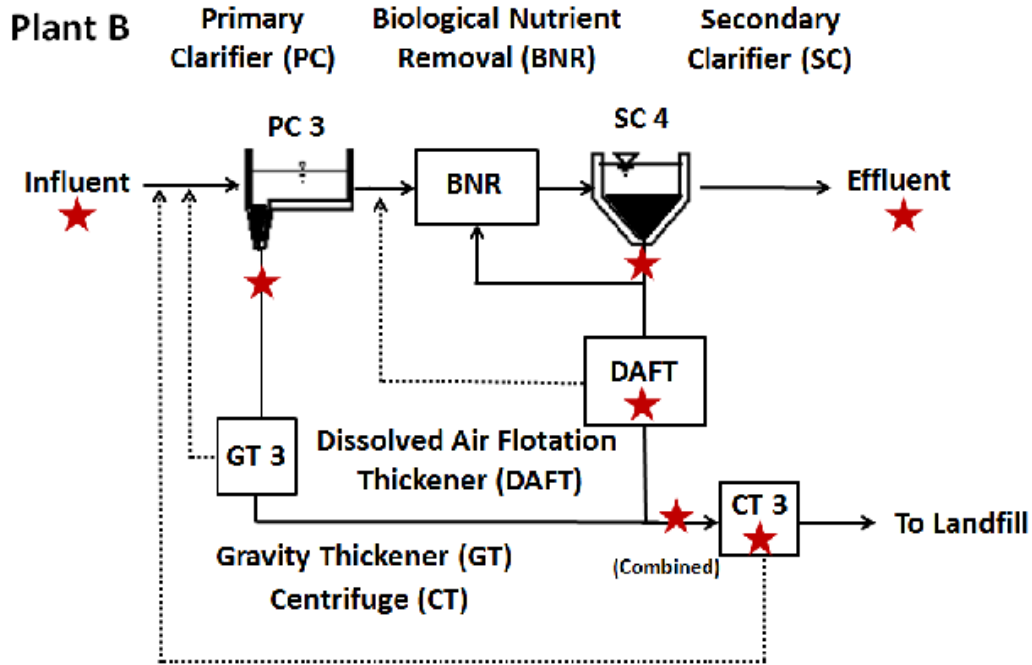 Plant B
Primary
Clarifier (PC)
Biological Nutrient
Removal (BNR)
Secondary
Clarifier (SC)
PC 3
SC 4
Influent
BNR
Effluent
DAFT
GT 3
Dissolved Air Flotation
Thickener (DAFT)
CT 3
To Landfill
(Combined)
Gravity Thickener (GT)
Centrifuge (CT)